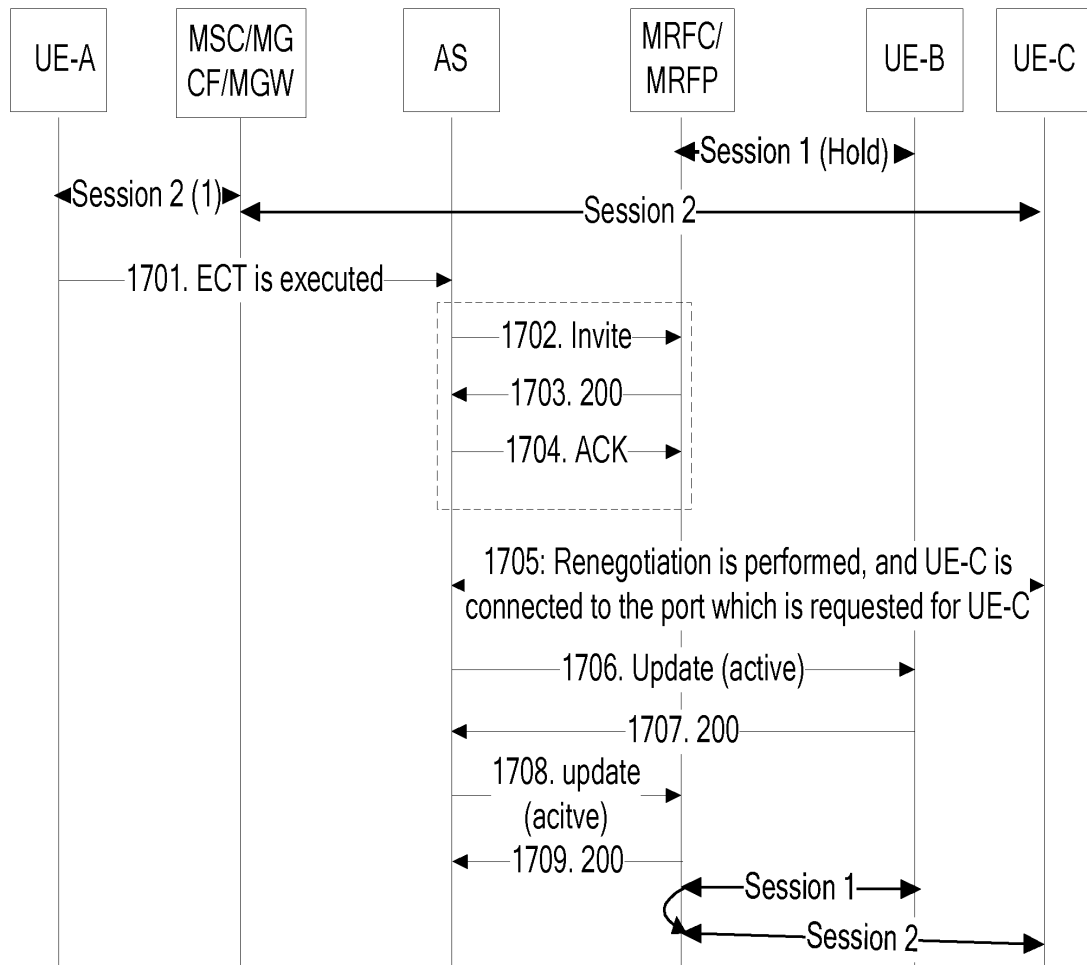 UE-A
MSC/MG
CF/MGW
AS
MRFC/
MRFP
UE-B
UE-C
Session 1 (Hold)
Session 2 (1)
Session 2
1701. ECT is executed
1702. Invite
1703. 200
1704. ACK
1705: Renegotiation is performed, and UE-C is
connected to the port which is requested for UE-C
1706. Update (active)
1707. 200
1708. update
(acitve)
1709. 200
Session 1
Session 2